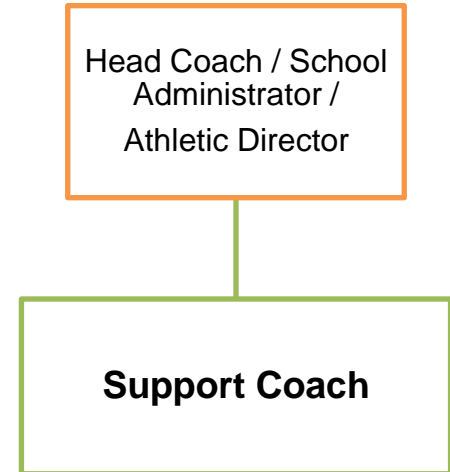 Head Coach / School
Administrator /
Athletic Director
Support Coach